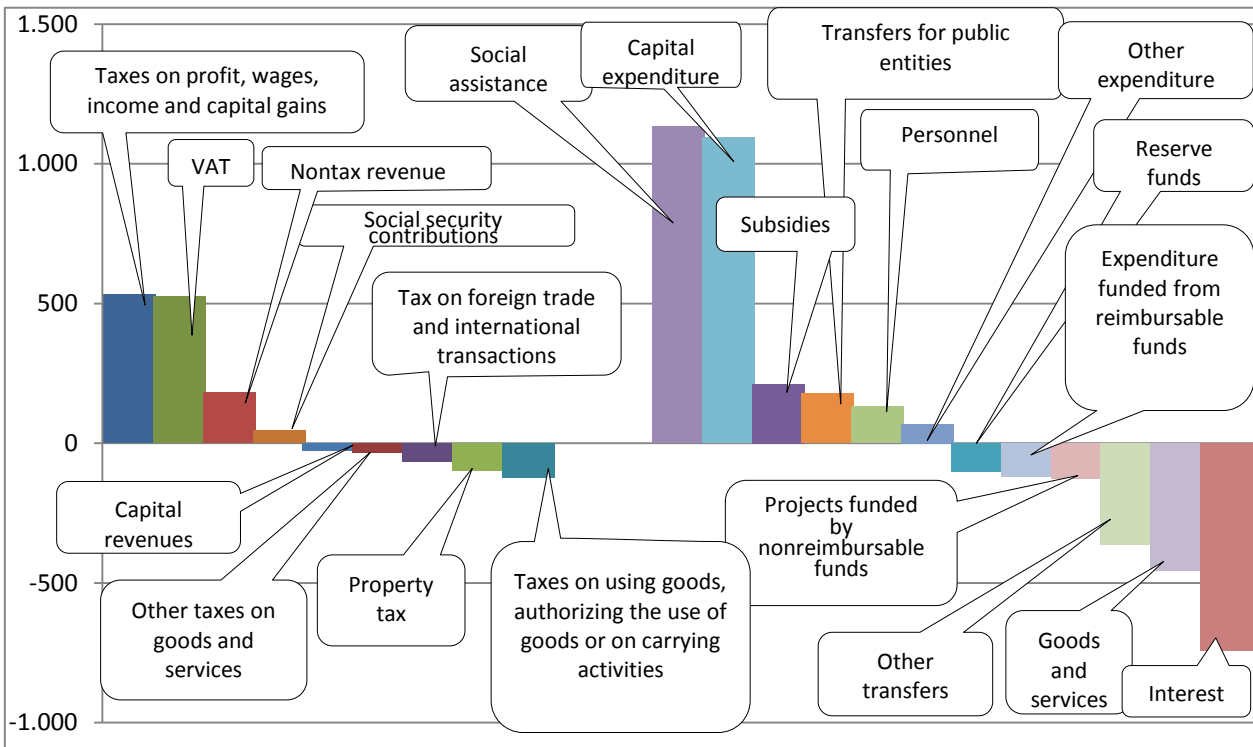 1.500
1.000
500
0
-500
-1.000
Taxes on profit, wages,
income and capital gains
VAT
Nontax revenue
Social security
contributions
Tax on foreign trade
and international
transactions
Capital
revenues
Other taxes on
goods and
services
Property
tax
Taxes on using goods,
authorizing the use of
goods or on carrying
activities
Social
assistance
Capital
expenditure
Subsidies
Transfers for public
entities
Personnel
Other
expenditure
Reserve
funds
Expenditure
funded from
reimbursable
funds
Projects funded
by
nonreimbursable
funds
Other
transfers
Goods
and
services
Interest